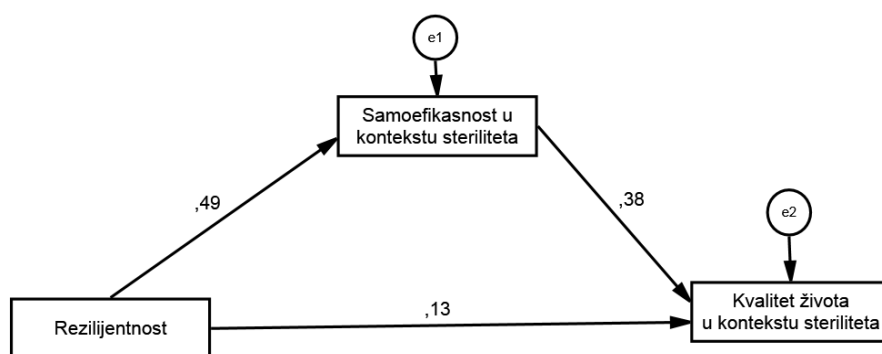 e1
Samoefikasnost u
kontekstu steriliteta
,49
,38
e2
Rezilijentnost
,13
Kvalitet života
u kontekstu steriliteta